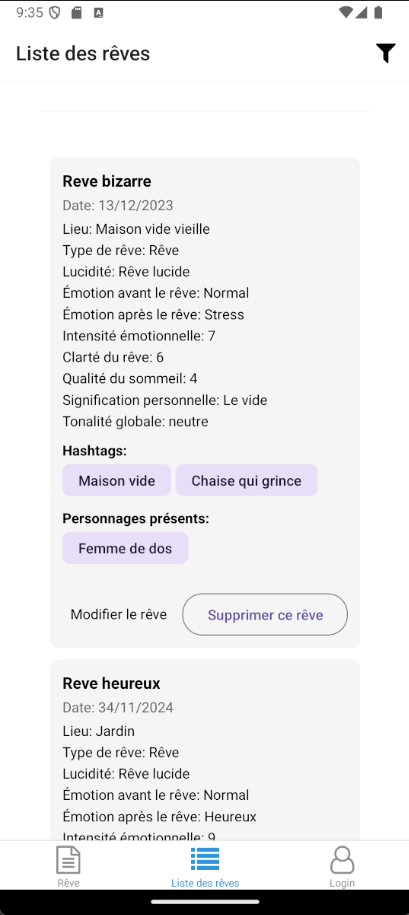 9:35
Liste des rêves
Reve bizarre
Date: 13/12/2023
Lieu: Maison vide vieille
Type de rêve: Rêve
Lucidité: Rêve lucide
Émotion avant le rêve: Normal
Émotion après le rêve: Stress
Intensité émotionnelle: 7
Clarté du rêve: 6
Qualité du sommeil: 4
Signification personnelle: Le vide
Tonalité globale: neutre
Hashtags:
Maison vide Chaise qui grince
Personnages présents:
Femme de dos
Modifier le rêve Supprimer ce rêve
Reve heureux
Date: 34/11/2024
Lieu: Jardin
Type de rêve: Rêve
Lucidité: Rêve lucide
Émotion avant le rêve: Normal
Émotion après le rêve: Heureux
Intensité émotionnelle: 9
Rêve Liste des rêves Login